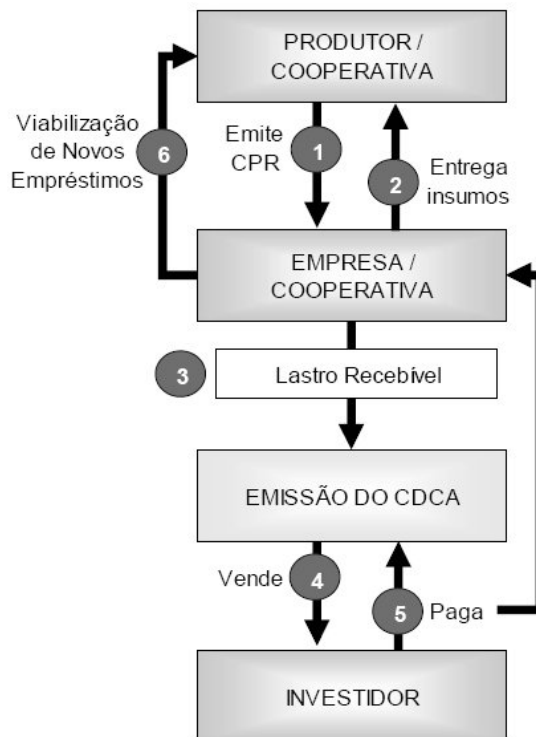 PRODUTOR /
COOPERATIVA
Viabilização
de Novos
Empréstimos
6
Emite
CPR
1
2
Entrega
insumos
EMPRESA /
COOPERATIVA
3
Lastro Recebível
EMISSÃO DO CDCA
Vende
4
5
Paga
INVESTIDOR